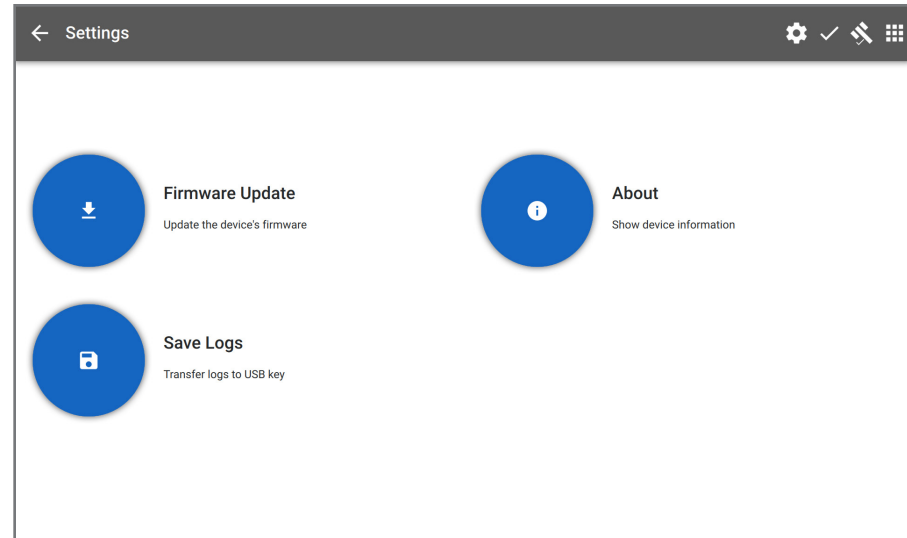 Settings
Firmware Update
Update the device's firmware
About
Show device information
Save Logs
Transfer logs to USB key